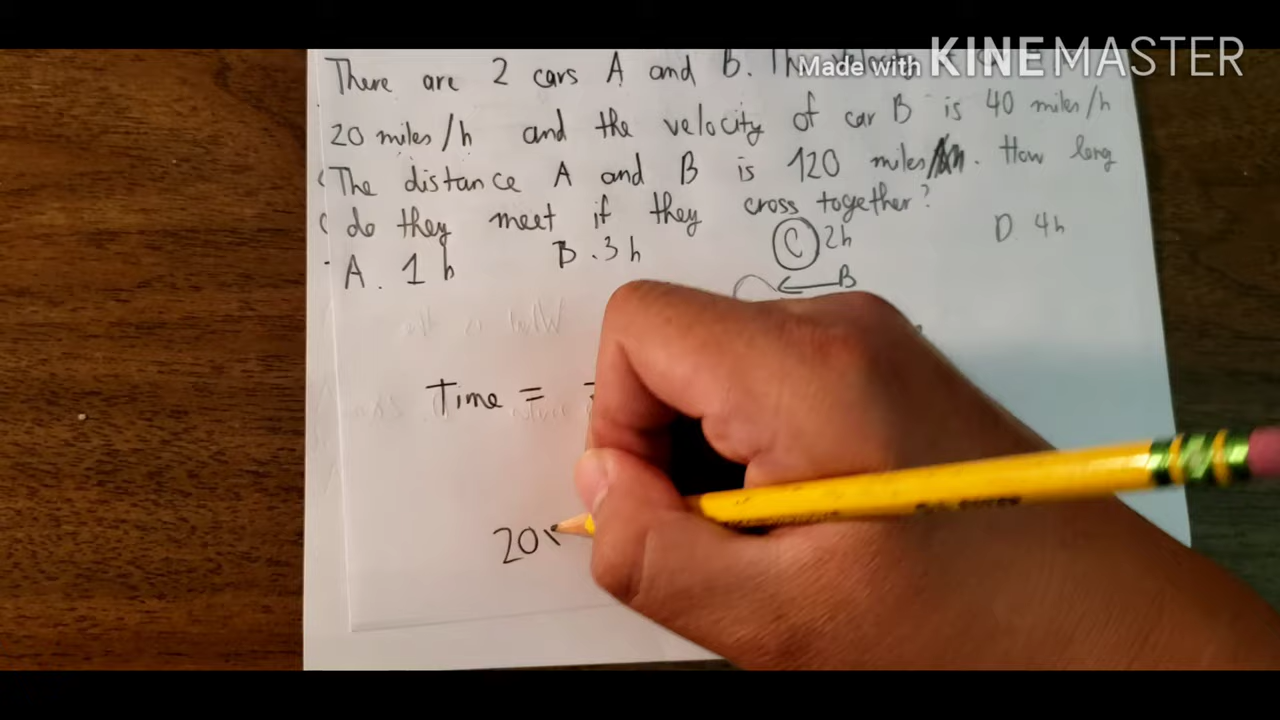 Made with KINEMASTER
There are 2 cars A and B. The
20 miles/h and the velocity of car B is 40 miles/h
The distance A and B is 120 miles. How long
do they meet if they cross together?
A. 1 h B. 3 h C 2h D. 4h
B
Time =
20